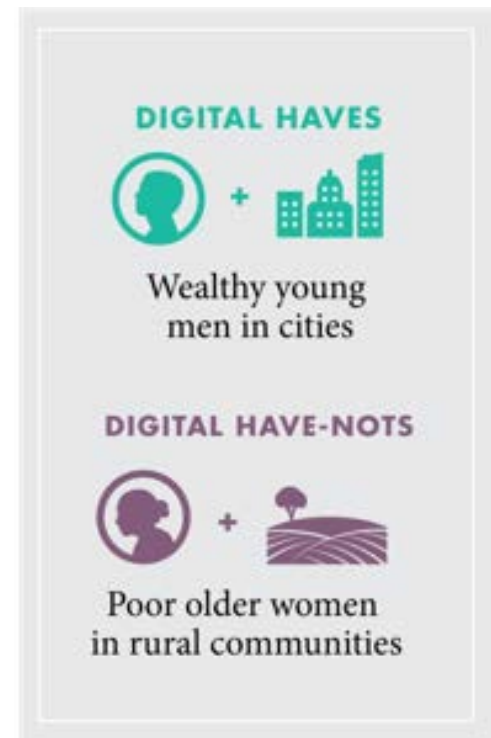 DIGITAL HAVES
+
Wealthy young
men in cities
DIGITAL HAVE-NOTS
+
Poor older women
in rural communities